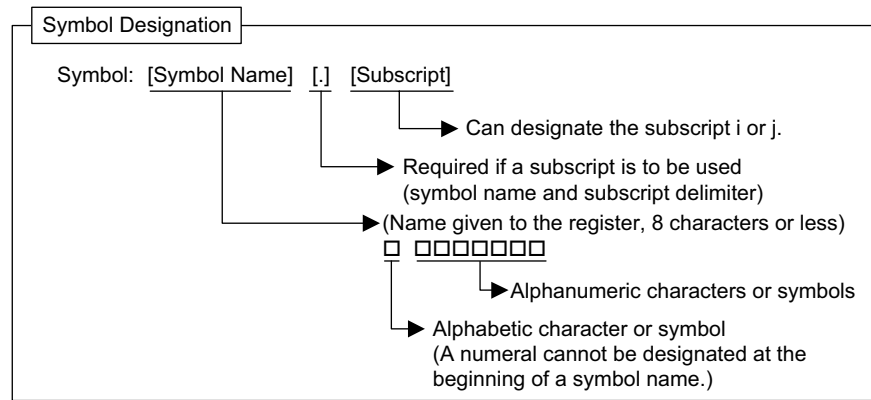 Symbol Designation
Symbol: [Symbol Name] [.] [Subscript]
Can designate the subscript i or j.
Required if a subscript is to be used
(symbol name and subscript delimiter)
(Name given to the register, 8 characters or less)
□ □□□□□□□
Alphanumeric characters or symbols
Alphabetic character or symbol
(A numeral cannot be designated at the
beginning of a symbol name.)